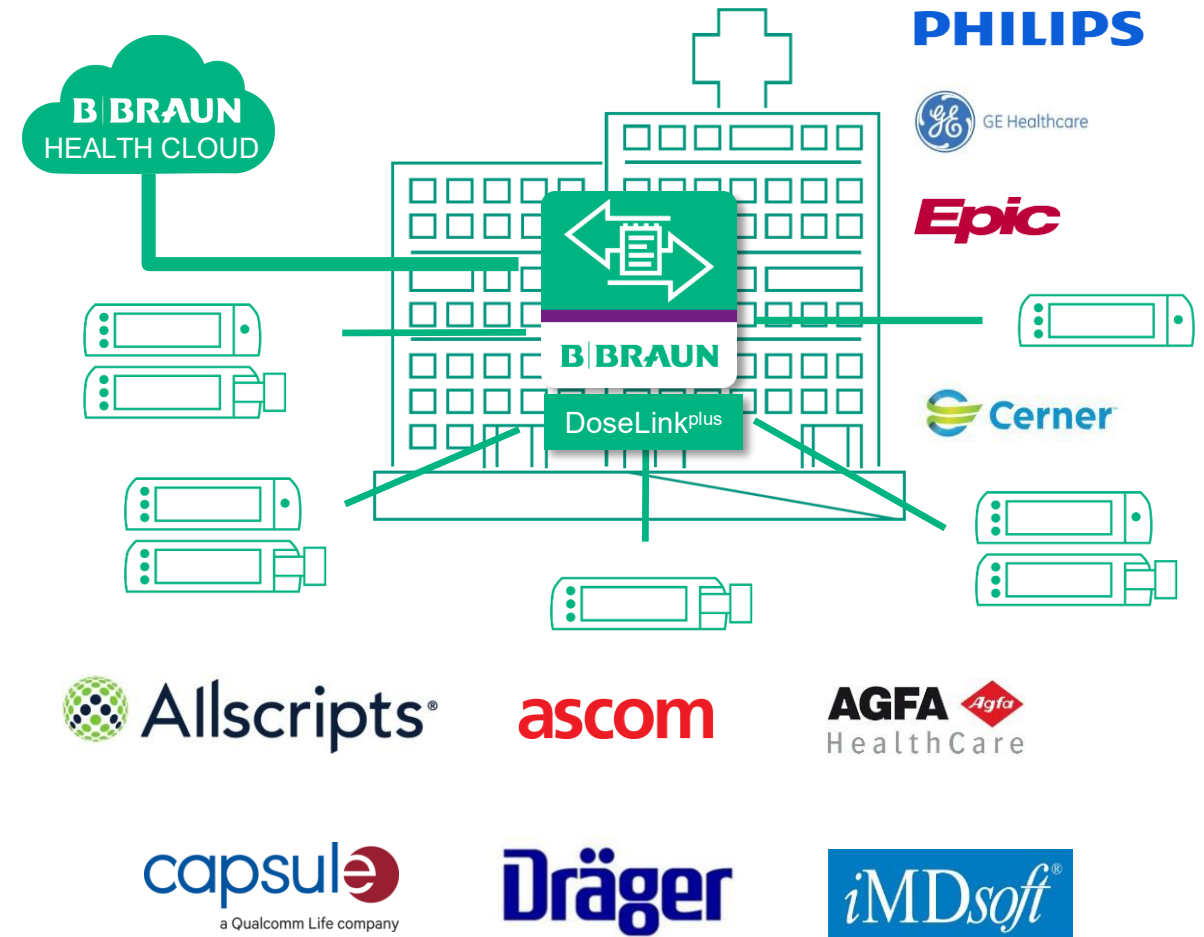 B|BRAUN
HEALTH CLOUD
PHILIPS
GE
GE Healthcare
Epic
B|BRAUN
DoseLinkplus
Cerner
Allscripts®
ascom
AGFA Agfa
HealthCare
capsule
a Qualcomm Life company
Dräger
iMDsoft®